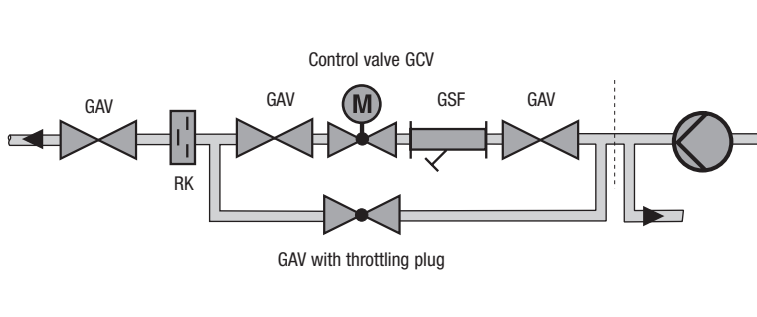 Control valve GCV
GAV
GAV
M
GSF
GAV
RK
GAV with throttling plug